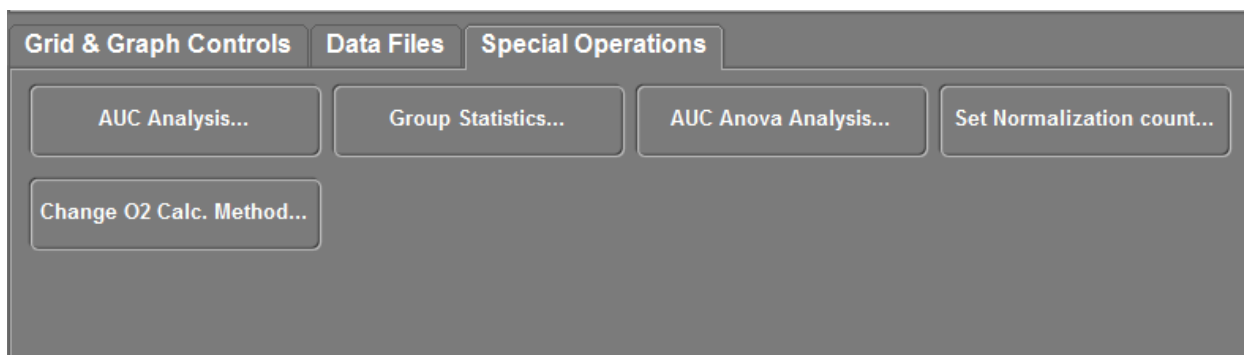 Grid & Graph Controls Data Files Special Operations
AUC Analysis... Group Statistics... AUC Anova Analysis... Set Normalization count...
Change O2 Calc. Method...